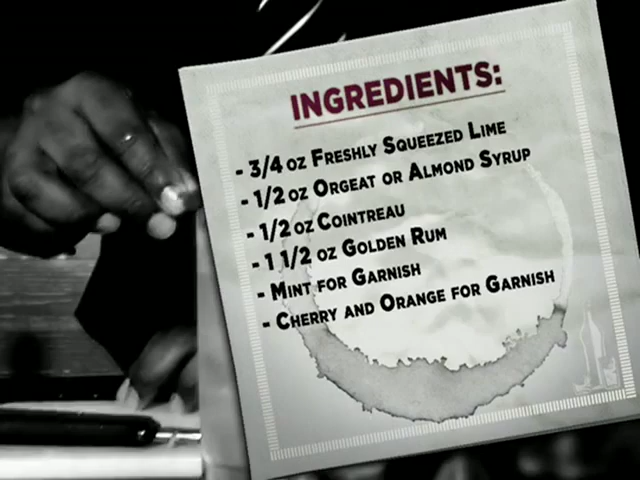 INGREDIENTS:
- 3/4 oz Freshly Squeezed Lime
- 1/2 oz Orgeat or Almond Syrup
- 1/2 oz Cointreau
- 1 1/2 oz Golden Rum
- Mint for Garnish
- Cherry and Orange for Garnish